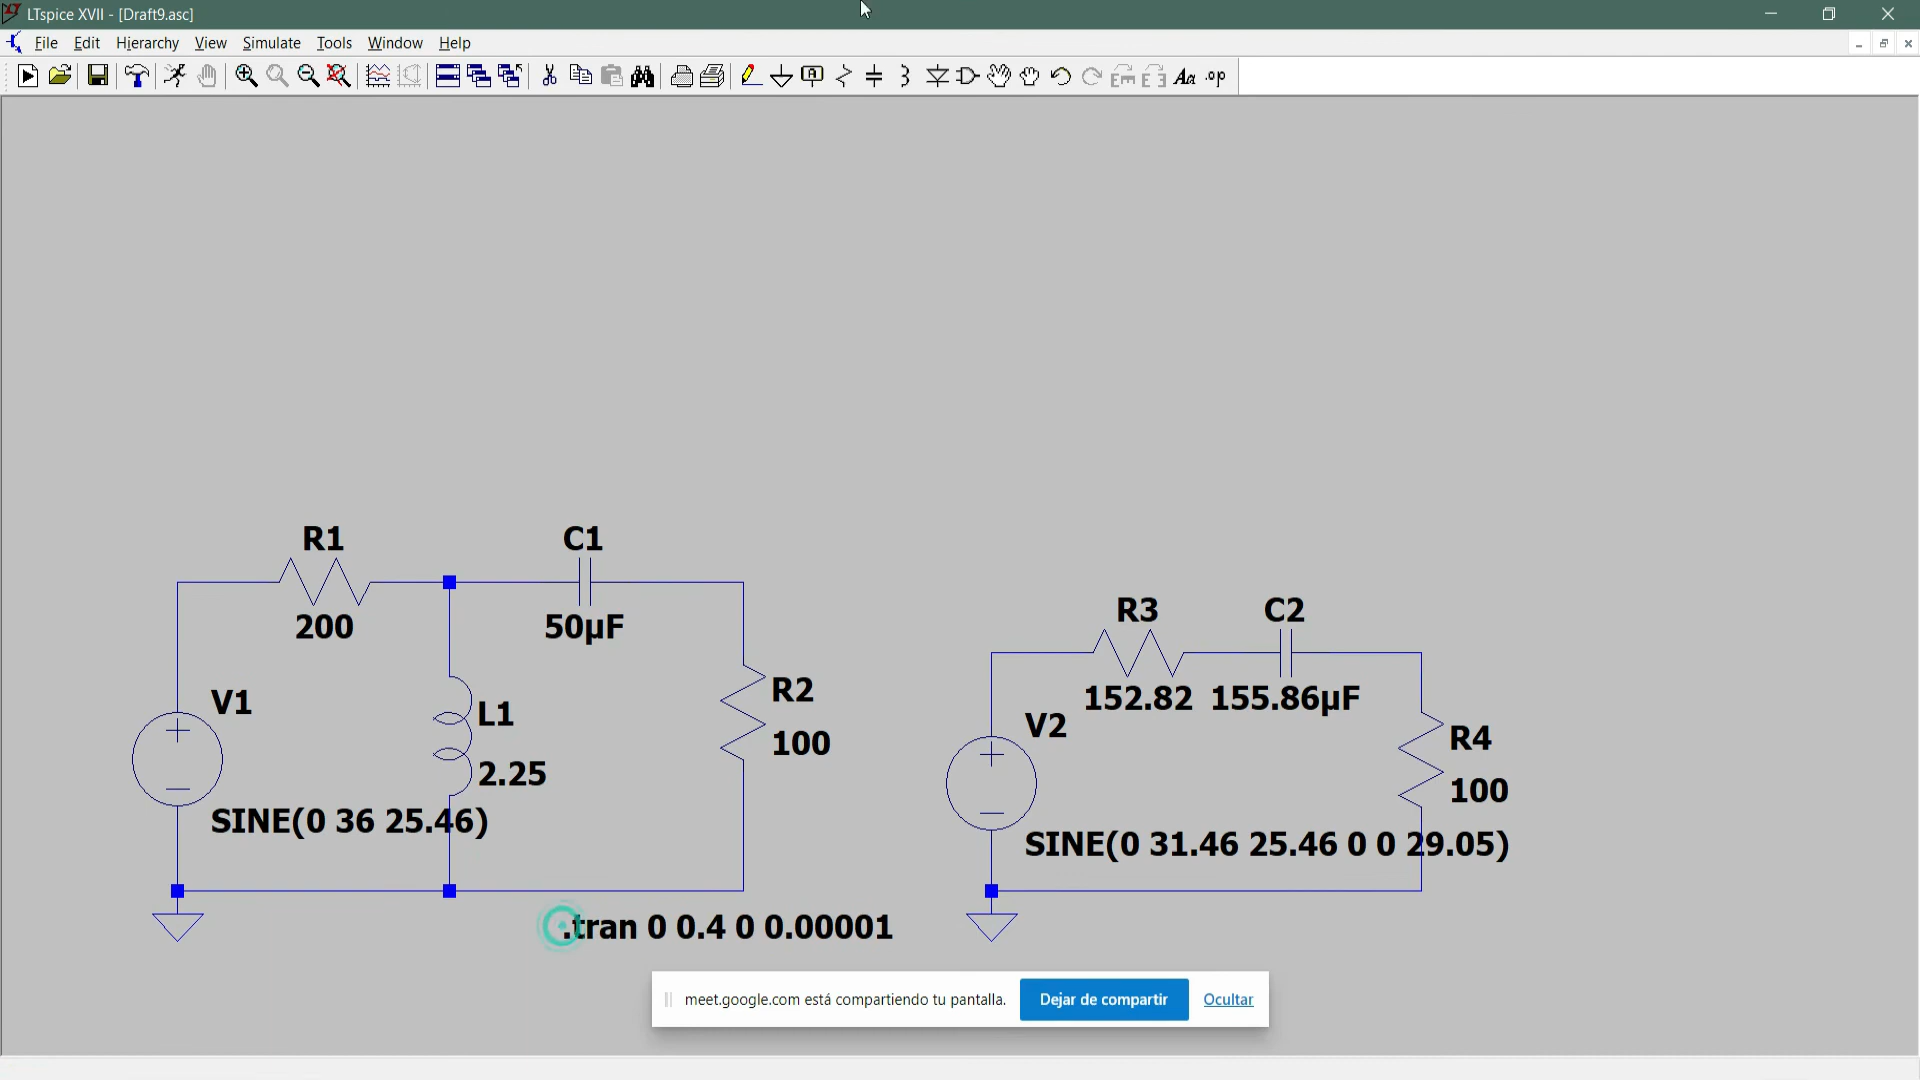 LTspice XVII - [Draft9.asc]
File Edit Hierarchy View Simulate Tools Window Help
Aa .op
R1
200
C1
50µF
V1
SINE(0 36 25.46)
L1
2.25
R2
100
.tran 0 0.4 0 0.00001
R3
152.82
C2
155.86µF
V2
SINE(0 31.46 25.46 0 0 29.05)
R4
100
meet.google.com está compartiendo tu pantalla. Dejar de compartir Ocultar